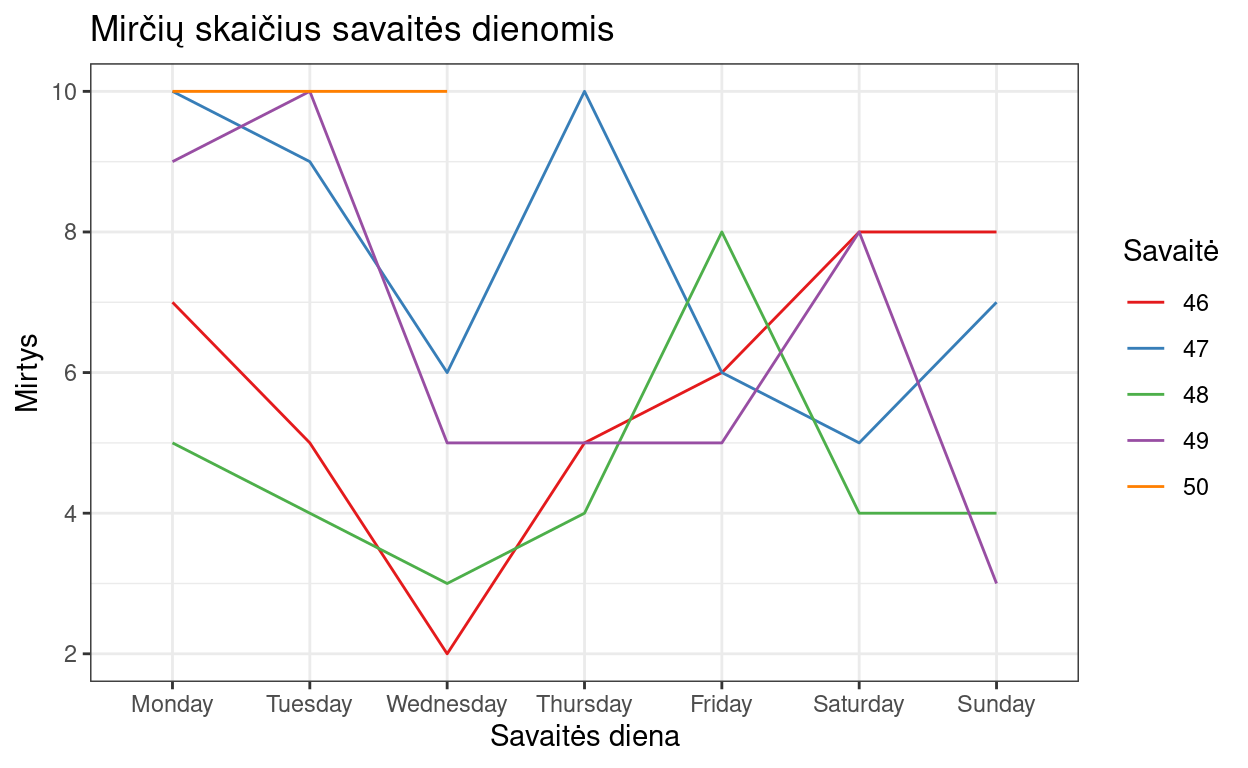 Mirčių skaičius savaitės dienomis
Mirtys
10
8
6
4
2
Monday Tuesday Wednesday Thursday Friday Saturday Sunday
Savaitės diena
Savaitė
46
47
48
49
50